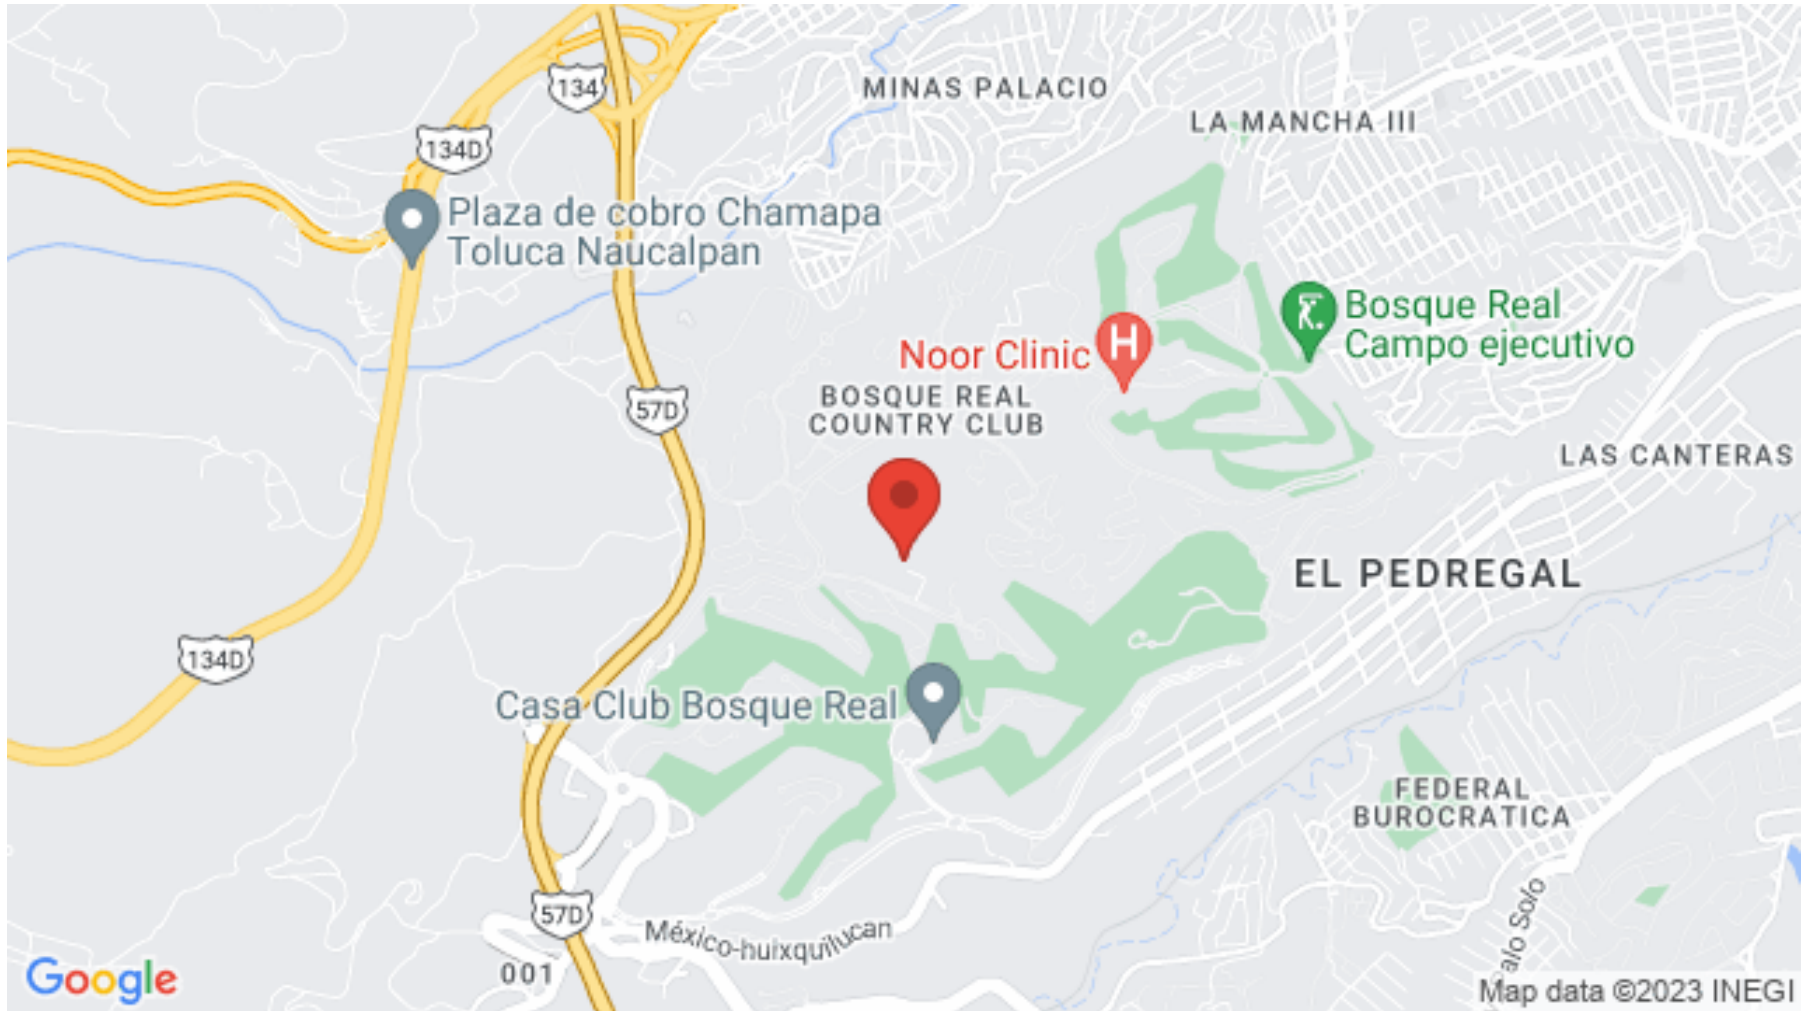 134
MINAS PALACIO
LA MANCHA III
134D
Plaza de cobro Chamapa
Toluca Naucalpan
Bosque Real
Campo ejecutivo
Noor Clinic
H
BOSQUE REAL
COUNTRY CLUB
57D
LAS CANTERAS
EL PEDREGAL
134D
Casa Club Bosque Real
FEDERAL
BUROCRATICA
57D
México-huixquilucan
alo Solo
001
Google
Map data ©2023 INEGI